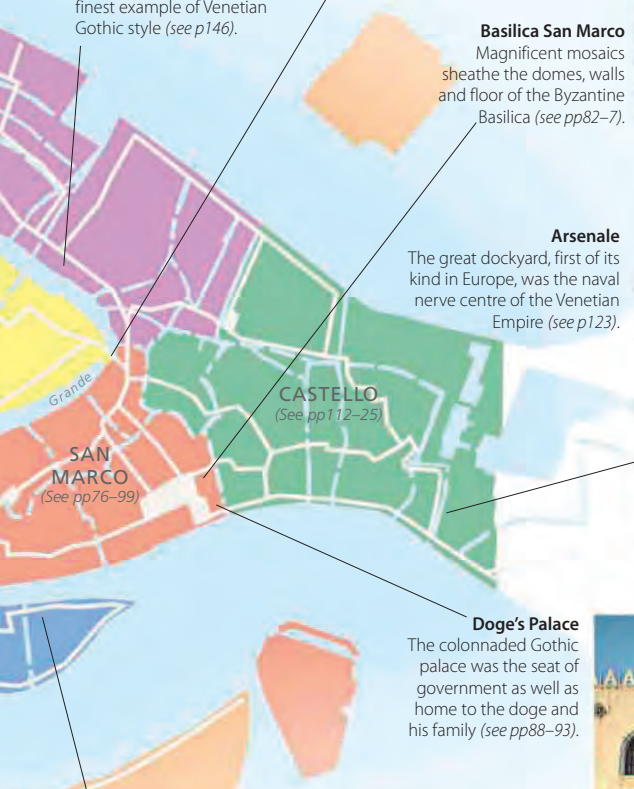 finest example of Venetian
Gothic style (see p146).
Basilica San Marco
Magnificent mosaics
sheathe the domes, walls
and floor of the Byzantine
Basilica (see pp82–7).
Arsenale
The great dockyard, first of its
kind in Europe, was the naval
nerve centre of the Venetian
Empire (see p123).
Grande
CASTELLO
(See pp112–25)
SAN
MARCO
(See pp76–99)
Doge's Palace
The colonnaded Gothic
palace was the seat of
government as well as
home to the doge and
his family (see pp88–93).